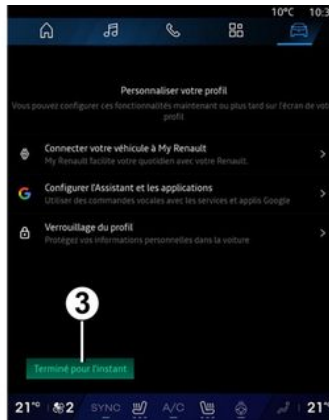 10°C 10:3
Personnaliser votre profil
Vous pouvez configurer ces fonctionnalités maintenant ou plus tard sur l'écran de vot
profil
Connecter votre véhicule à My Renault
My Renault facilite votre quotidien avec votre Renault.
Configurer l'Assistant et les applications
Utiliser des commandes vocales avec les services et applis Google
Verrouillage du profil
Protégez vos informations personnelles dans la voiture
3
Terminé pour l'instant
21°C 2 SYNC A/C 21°